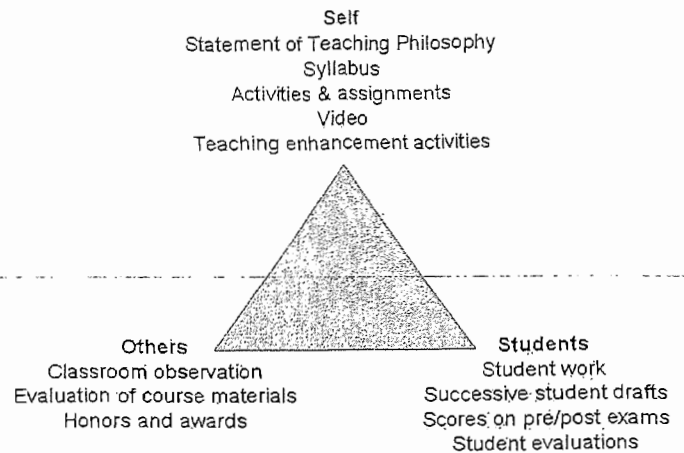 Self
Statement of Teaching Philosophy
Syllabus
Activities & assignments
Video
Teaching enhancement activities
Others
Classroom observation
Evaluation of course materials
Honors and awards
Students
Student work
Successive student drafts
Scores on pre/post exams
Student evaluations